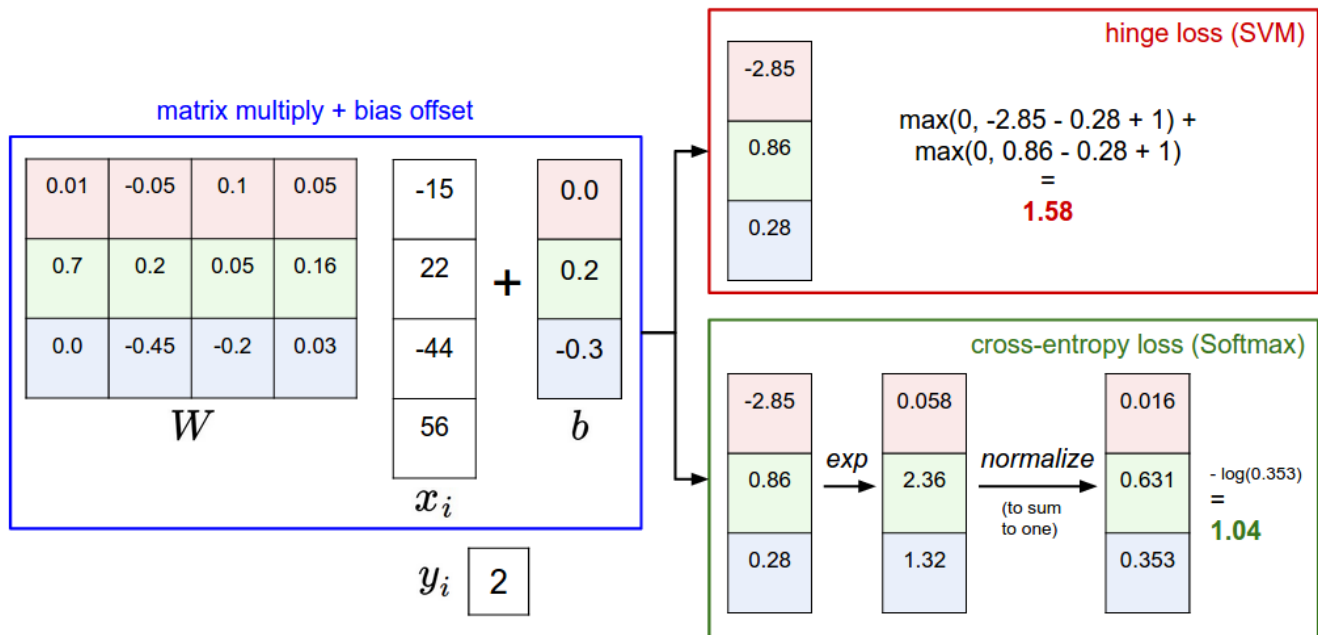 matrix multiply + bias offset
0.01 -0.05 0.1 0.05
0.7 0.2 0.05 0.16
0.0 -0.45 -0.2 0.03
W
-15
22
-44
56
x_i
+
0.0
0.2
-0.3
b
y_i 2
hinge loss (SVM)
-2.85
0.86
0.28
max(0, -2.85 - 0.28 + 1) +
max(0, 0.86 - 0.28 + 1)
=
1.58
cross-entropy loss (Softmax)
-2.85
0.86
0.28
exp
0.058
2.36
1.32
normalize
(to sum
to one)
0.016
0.631
0.353
- log(0.353)
=
1.04